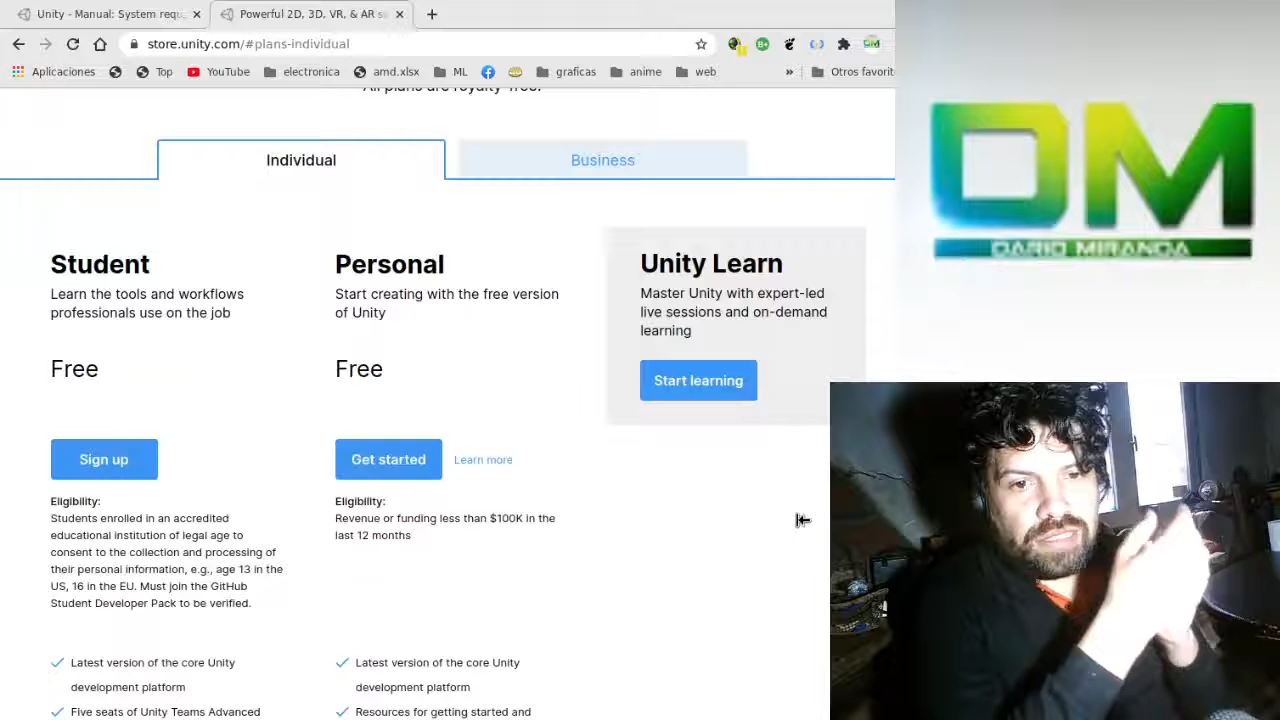 Unity - Manual: System requ
Powerful 2D, 3D, VR, & AR so
store.unity.com/#plans-individual
Aplicaciones
Top
YouTube
electronica
amd.xlsx
ML
graficas
anime
web
»
Otros favorit
All plans are royalty-free.
Individual
Business
Student
Learn the tools and workflows
professionals use on the job
Free
Sign up
Eligibility:
Students enrolled in an accredited
educational institution of legal age to
consent to the collection and processing of
their personal information, e.g., age 13 in the
US, 16 in the EU. Must join the GitHub
Student Developer Pack to be verified.
Latest version of the core Unity
development platform
Five seats of Unity Teams Advanced
Personal
Start creating with the free version
of Unity
Free
Get started
Learn more
Eligibility:
Revenue or funding less than $100K in the
last 12 months
Latest version of the core Unity
development platform
Resources for getting started and
Unity Learn
Master Unity with expert-led
live sessions and on-demand
learning
Start learning
DM
DARIO MIRANDA